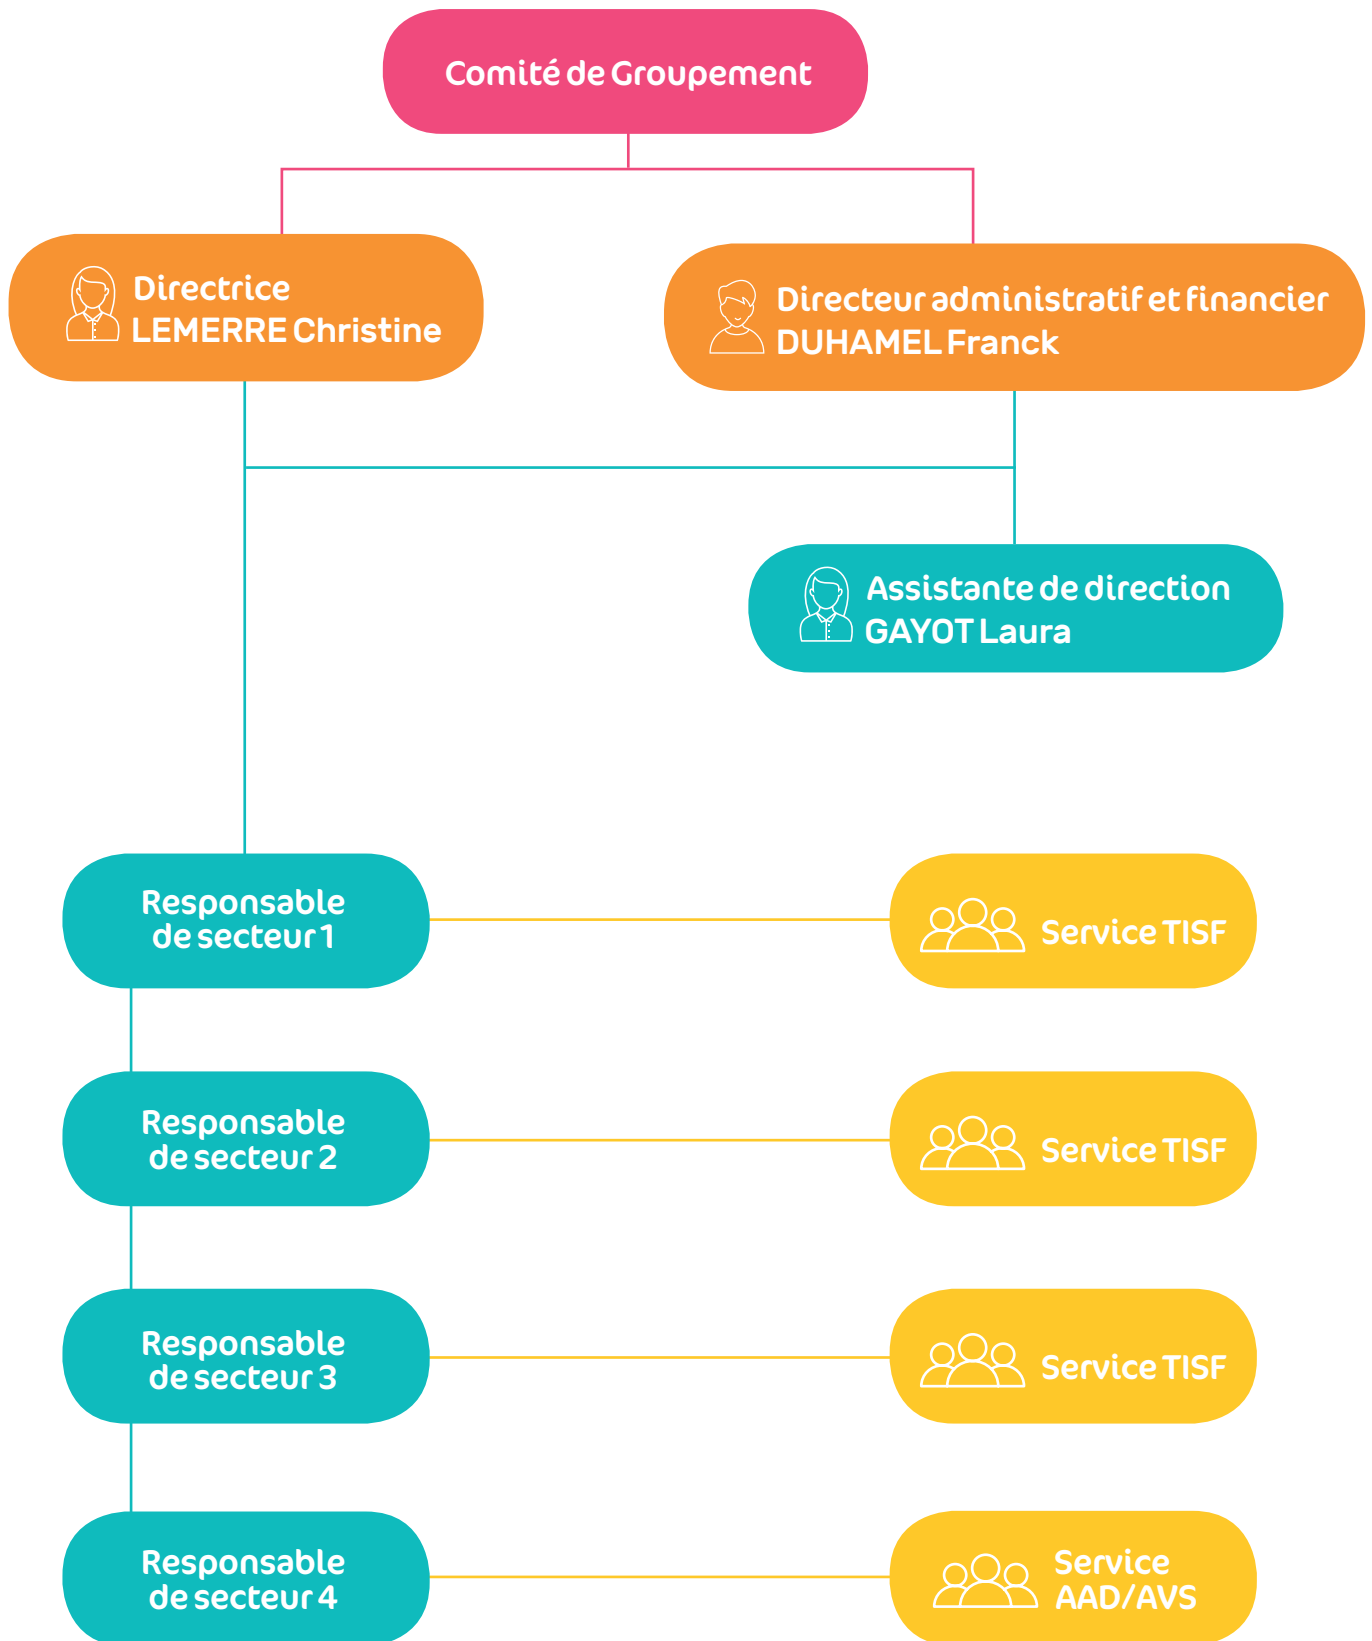 Comité de Groupement
Directrice
LEMERRE Christine
Directeur administratif et financier
DUHAMEL Franck
Assistante de direction
GAYOT Laura
Responsable
de secteur 1
Service TISF
Responsable
de secteur 2
Service TISF
Responsable
de secteur 3
Service TISF
Responsable
de secteur 4
Service
AAD/AVS